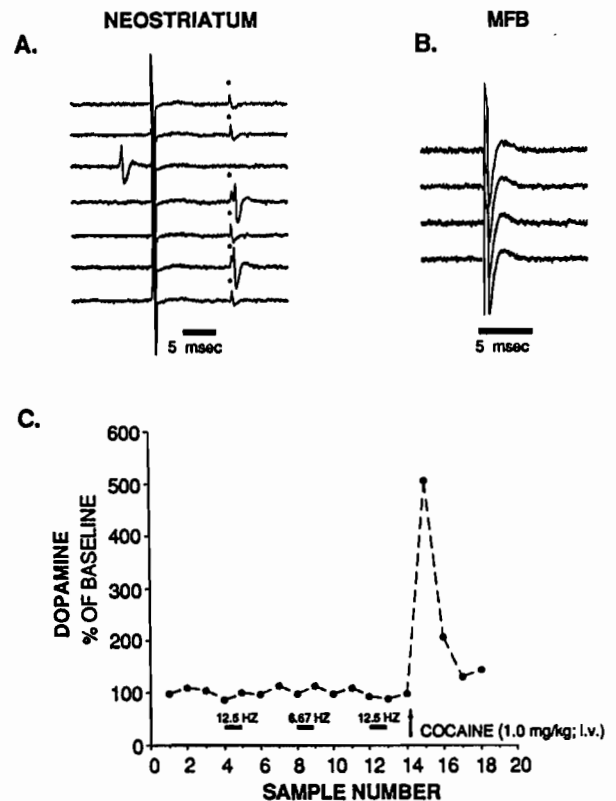 NEOSTRIATUM
MFB
A.
B.
5 msec
5 msec
C.
DOPAMINE
% OF BASELINE
600
500
400
300
200
100
0
12.5 HZ
6.67 HZ
12.5 HZ
COCAINE (1.0 mg/kg; i.v.)
0 2 4 6 8 10 12 14 16 18 20
SAMPLE NUMBER